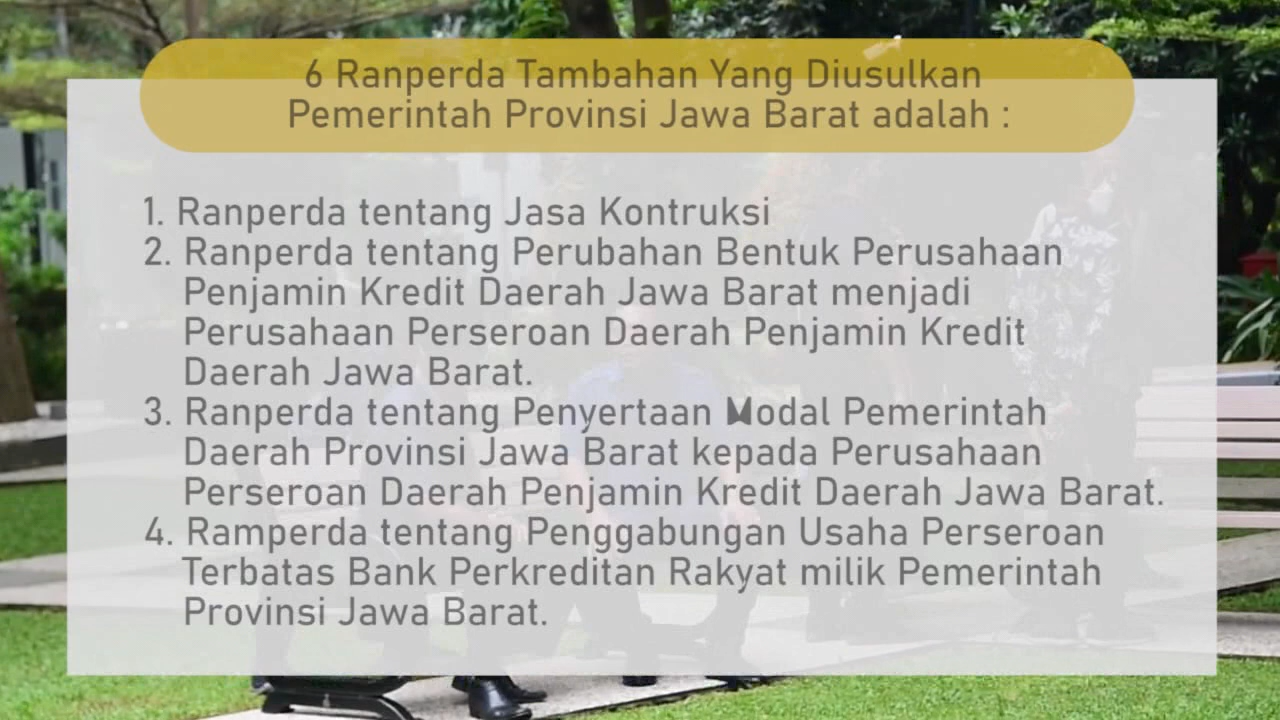 6 Ranperda Tambahan Yang Diusulkan
Pemerintah Provinsi Jawa Barat adalah :
1. Ranperda tentang Jasa Kontruksi
2. Ranperda tentang Perubahan Bentuk Perusahaan
Penjamin Kredit Daerah Jawa Barat menjadi
Perusahaan Perseroan Daerah Penjamin Kredit
Daerah Jawa Barat.
3. Ranperda tentang Penyertaan Modal Pemerintah
Daerah Provinsi Jawa Barat kepada Perusahaan
Perseroan Daerah Penjamin Kredit Daerah Jawa Barat.
4. Ramperda tentang Penggabungan Usaha Perseroan
Terbatas Bank Perkreditan Rakyat milik Pemerintah
Provinsi Jawa Barat.